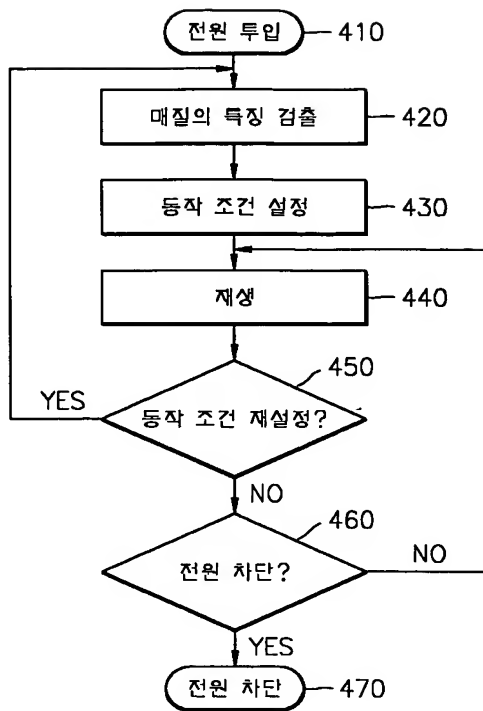 전원 투입 410
매질의 특징 검출 420
동작 조건 설정 430
재생 440
450
YES 동작 조건 재설정?
NO
460
전원 차단? NO
YES
전원 차단 470